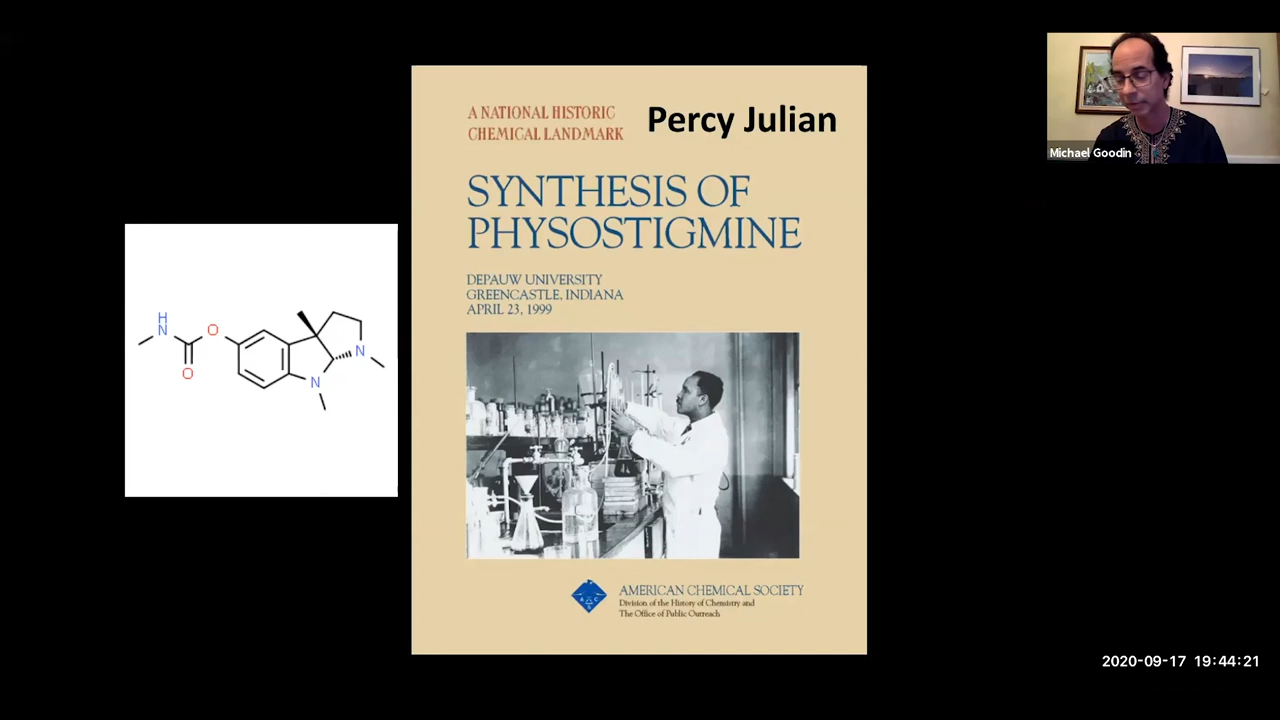 A NATIONAL HISTORIC
CHEMICAL LANDMARK
Percy Julian
SYNTHESIS OF
PHYSOSTIGMINE
DEPAUW UNIVERSITY
GREENCASTLE, INDIANA
APRIL 23, 1999
H
N
O
O
N
N
AMERICAN CHEMICAL SOCIETY
Division of the History of Chemistry and
The Office of Public Outreach
Michael Goodin
2020-09-17 19:44:21